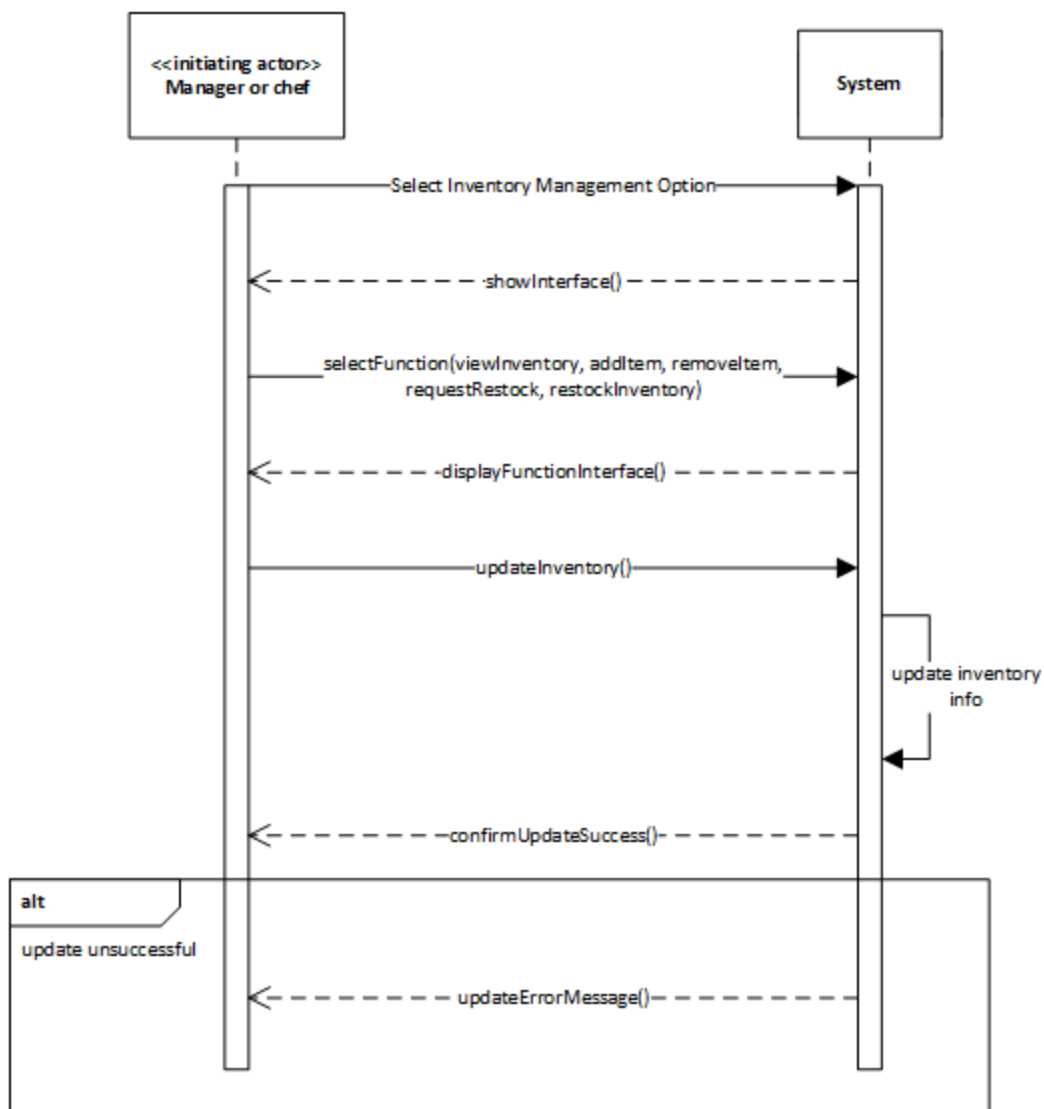 <<initiating actor>>
Manager or chef
System
Select Inventory Management Option
showInterface()
selectFunction(viewInventory, addItem, removeItem,
requestRestock, restockInventory)
displayFunctionInterface()
updateInventory()
update inventory
info
confirmUpdateSuccess()
alt
update unsuccessful
updateErrorMessage()